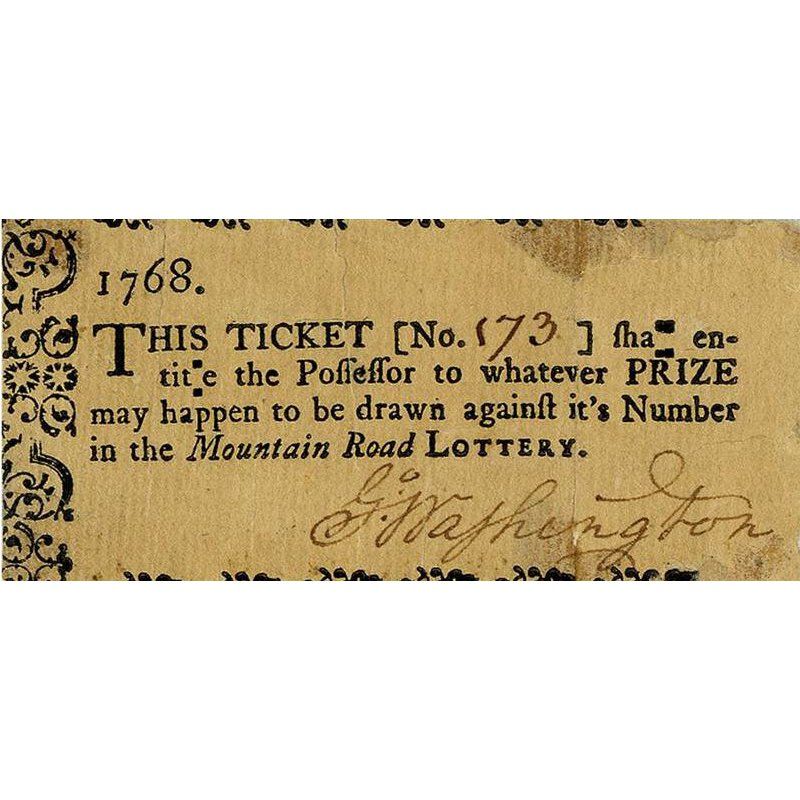 1768.
THIS TICKET [No. 173 ] ſha en-
tit e the Poſſeſſor to whatever PRIZE
may happen to be drawn againſt it's Number
in the Mountain Road LOTTERY.
Go. Washington